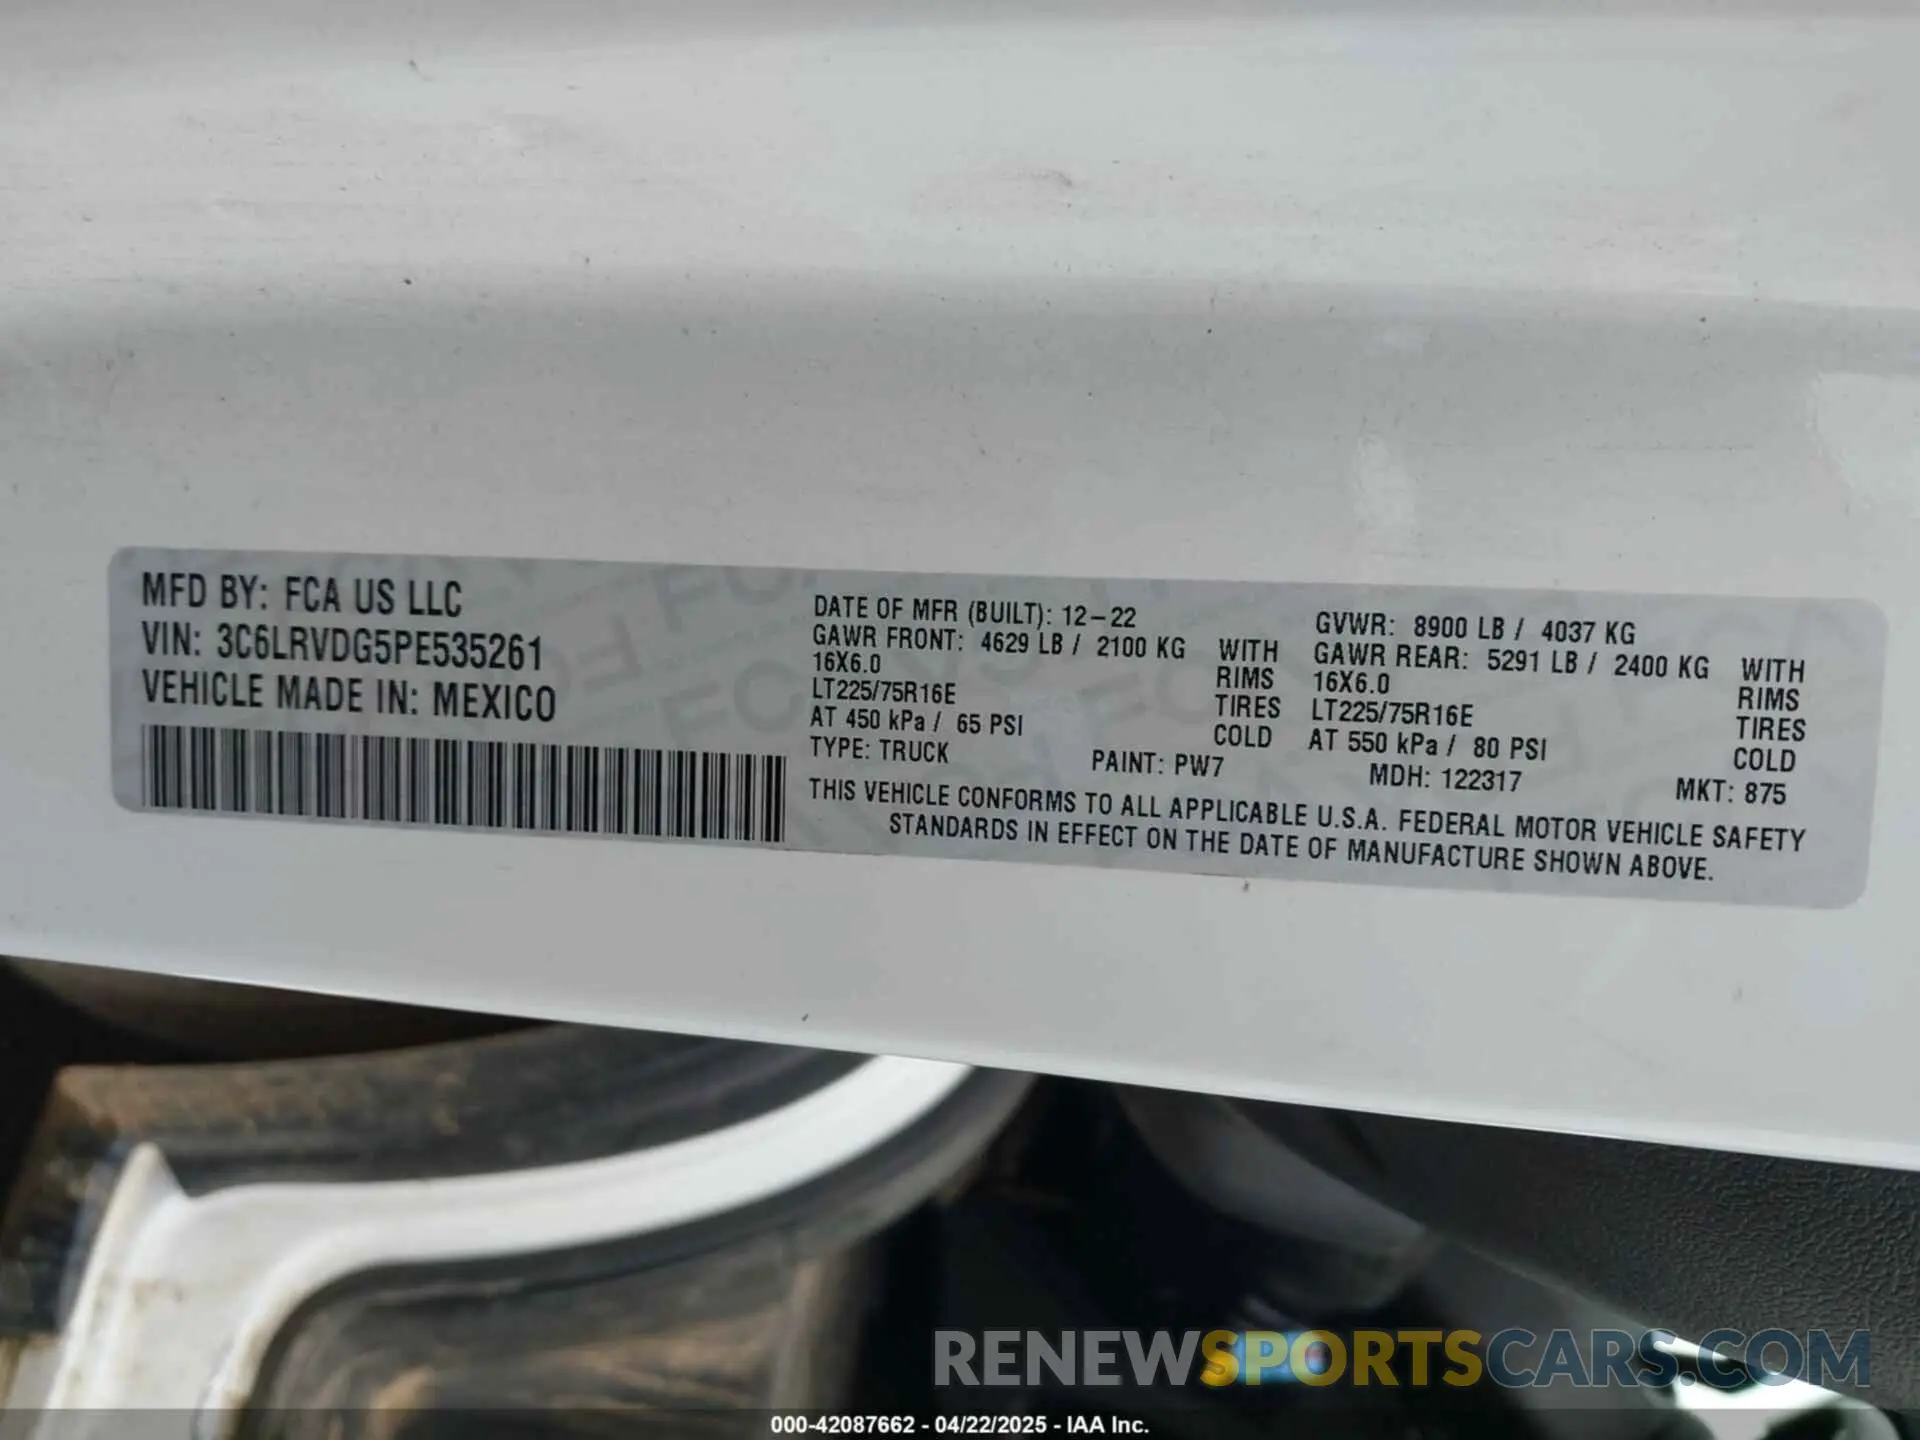 MFD BY: FCA US LLC
VIN: 3C6LRVDG5PE535261
VEHICLE MADE IN: MEXICO
DATE OF MFR (BUILT): 12-22
GAWR FRONT: 4629 LB / 2100 KG WITH
16X6.0 RIMS
LT225/75R16E TIRES
AT 450 kPa / 65 PSI COLD
GVWR: 8900 LB / 4037 KG
GAWR REAR: 5291 LB / 2400 KG WITH
16X6.0 RIMS
LT225/75R16E TIRES
AT 550 kPa / 80 PSI COLD
TYPE: TRUCK PAINT: PW7 MDH: 122317 MKT: 875
THIS VEHICLE CONFORMS TO ALL APPLICABLE U.S.A. FEDERAL MOTOR VEHICLE SAFETY
STANDARDS IN EFFECT ON THE DATE OF MANUFACTURE SHOWN ABOVE.
RENEWSPORTSCARS.COM
000-42087662 - 04/22/2025 - IAA Inc.